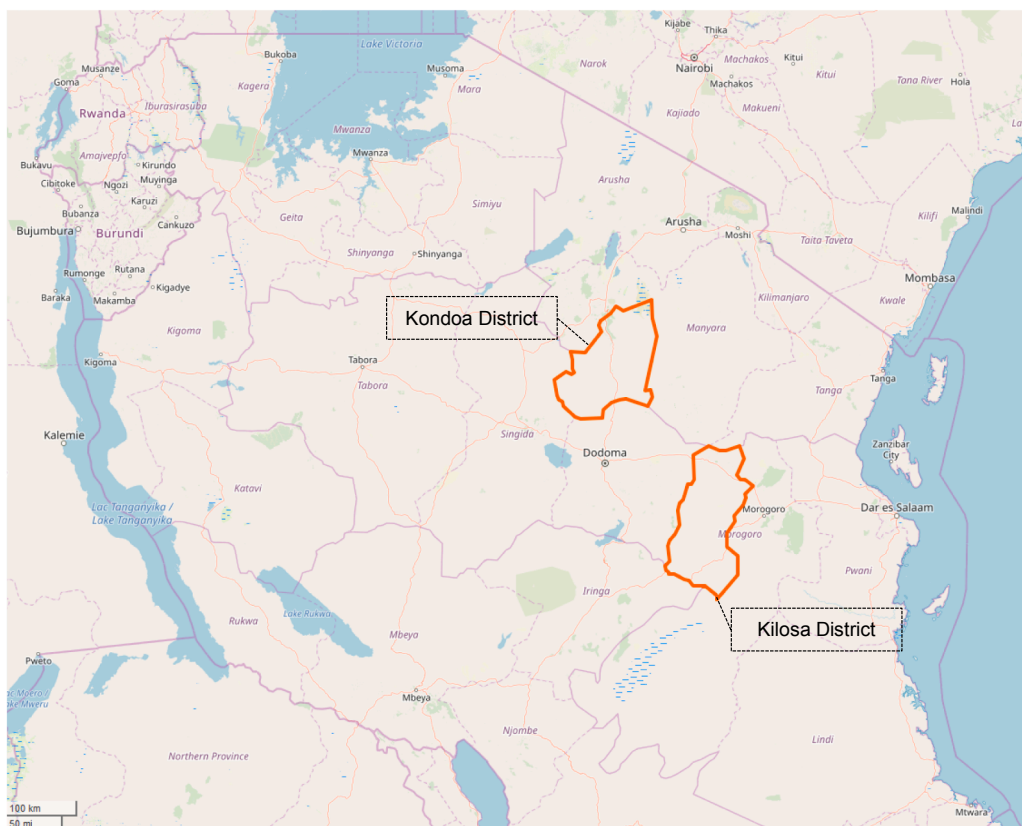 Kijabe
Thika
Lake Victoria
Bukoba
Musanze
Goma
Musoma
Narok
Nairobi
Machakos
Kitui
Kitui
Tana River
Hola
Machakos
Kagera
Mara
Iburasirasuba
Rwanda
Kajiado
Makueni
Mwanza
Amajyepfo
Mwanza
Bukavu
Kirundo
Cibitoke
Ngozi
Muyinga
Arusha
Simiyu
Karuzi
Bubanza
Geita
Malindi
Kilifi
Cankuzo
Arusha
Bujumbura
Burundi
Moshi
Taita Taveta
Shinyanga
Shinyanga
Rumonge
Rutana
Mombasa
Kigadye
Baraka
Makamba
Kilimanjaro
Kwale
Kondoa District
Kigoma
Manyara
Tabora
Kigoma
Tabora
Tanga
Tanga
Singida
Kalemie
Dodoma
Zanzibar
City
Katavi
Lac Tanganyika /
Lake Tanganyika
Morogoro
Dar es Salaam
Morogoro
Pwani
Iringa
Lake Rukwa
Rukwa
Kilosa District
Mbeya
Pweto
Mbeya
Njombe
Lindi
Northern Province
100 km
50 mi
Mtwara